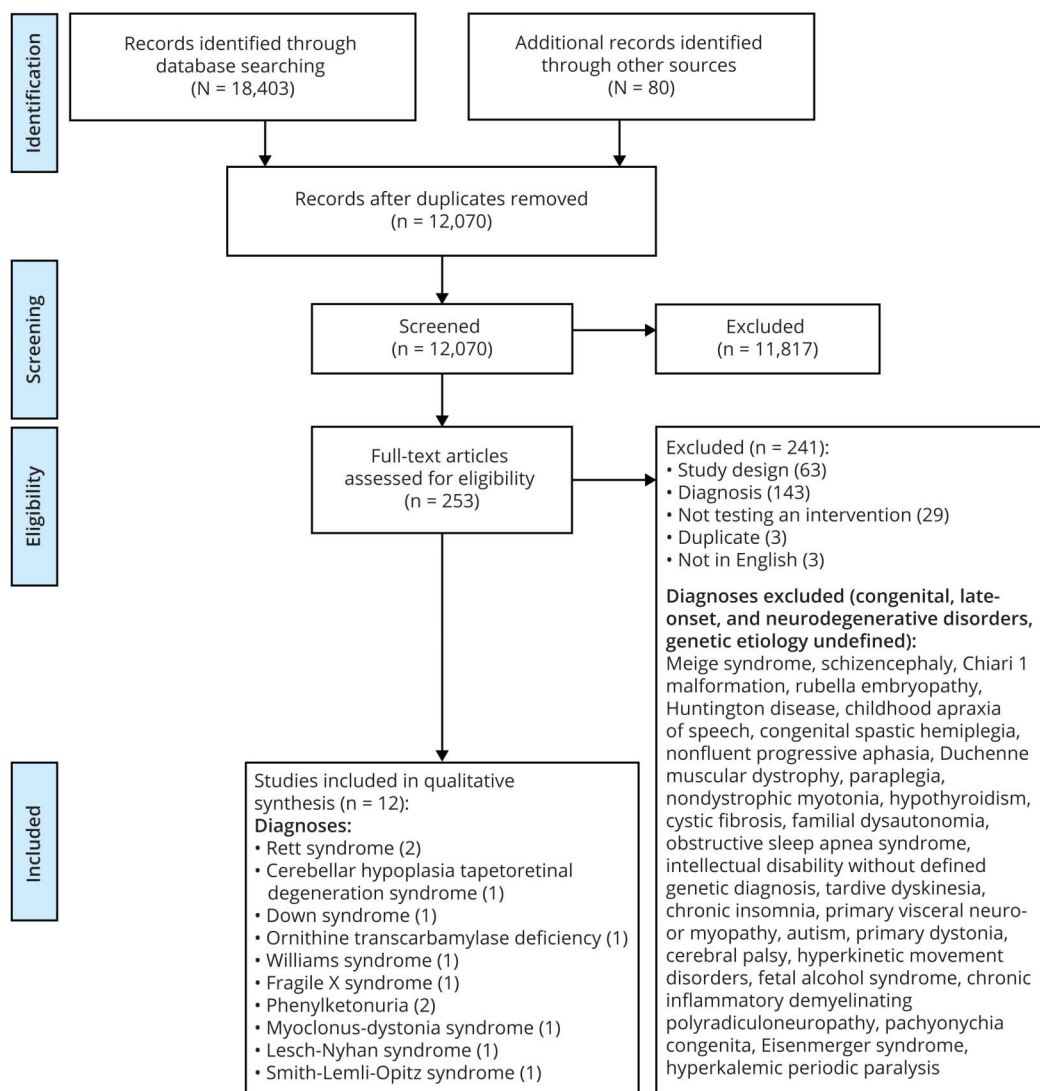 Identification
Records identified through
database searching
(N = 18,403)
Additional records identified
through other sources
(N = 80)
Records after duplicates removed
(n = 12,070)
Screening
Screened
(n = 12,070)
Excluded
(n = 11,817)
Eligibility
Full-text articles
assessed for eligibility
(n = 253)
Excluded (n = 241):
• Study design (63)
• Diagnosis (143)
• Not testing an intervention (29)
• Duplicate (3)
• Not in English (3)
Diagnoses excluded (congenital, late-
onset, and neurodegenerative disorders,
genetic etiology undefined):
Meige syndrome, schizencephaly, Chiari 1
malformation, rubella embryopathy,
Huntington disease, childhood apraxia
of speech, congenital spastic hemiplegia,
nonfluent progressive aphasia, Duchenne
muscular dystrophy, paraplegia,
nondystrophic myotonia, hypothyroidism,
cystic fibrosis, familial dysautonomia,
obstructive sleep apnea syndrome,
intellectual disability without defined
genetic diagnosis, tardive dyskinesia,
chronic insomnia, primary visceral neuro-
or myopathy, autism, primary dystonia,
cerebral palsy, hyperkinetic movement
disorders, fetal alcohol syndrome, chronic
inflammatory demyelinating
polyradiculoneuropathy, pachyonychia
congenita, Eisenmerger syndrome,
hyperkalemic periodic paralysis
Included
Studies included in qualitative
synthesis (n = 12):
Diagnoses:
• Rett syndrome (2)
• Cerebellar hypoplasia tapetoretinal
degeneration syndrome (1)
• Down syndrome (1)
• Ornithine transcarbamylase deficiency (1)
• Williams syndrome (1)
• Fragile X syndrome (1)
• Phenylketonuria (2)
• Myoclonus-dystonia syndrome (1)
• Lesch-Nyhan syndrome (1)
• Smith-Lemli-Opitz syndrome (1)